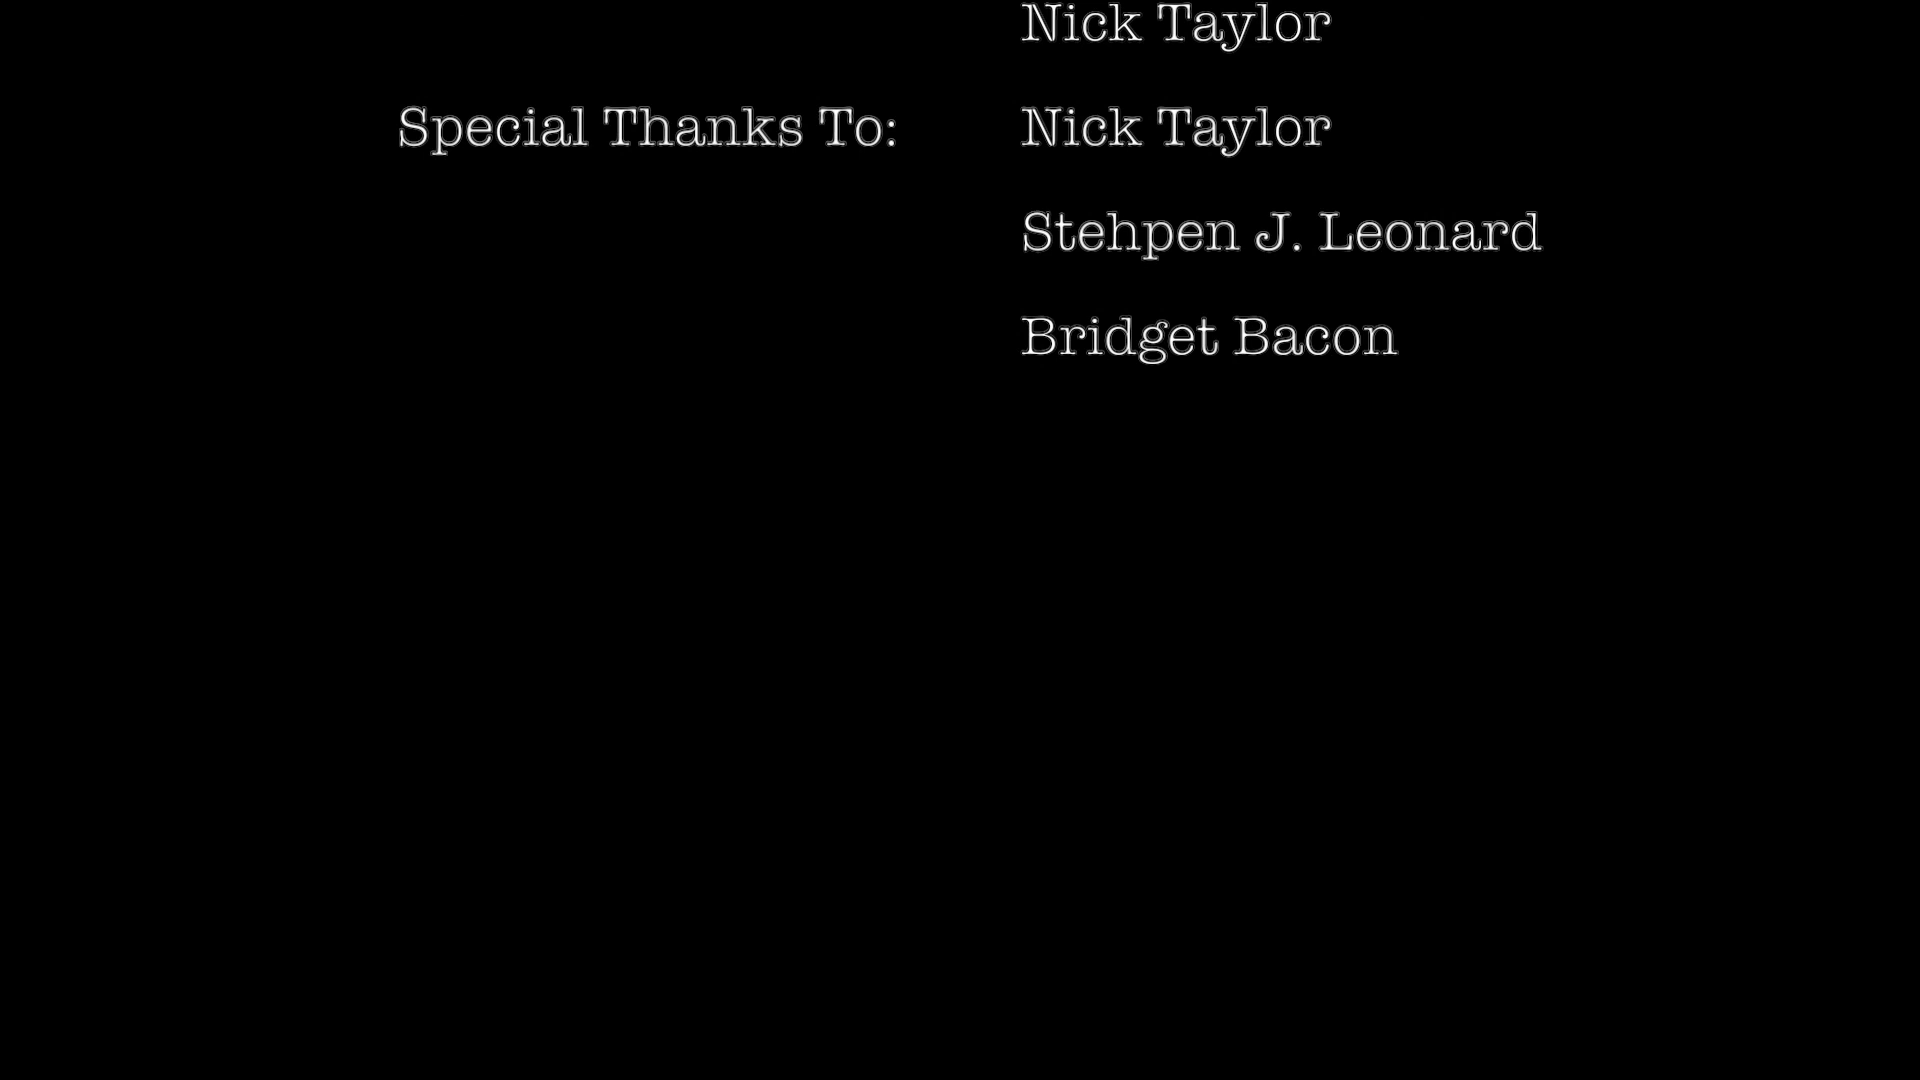 Nick Taylor
Special Thanks To: Nick Taylor
Stehpen J. Leonard
Bridget Bacon